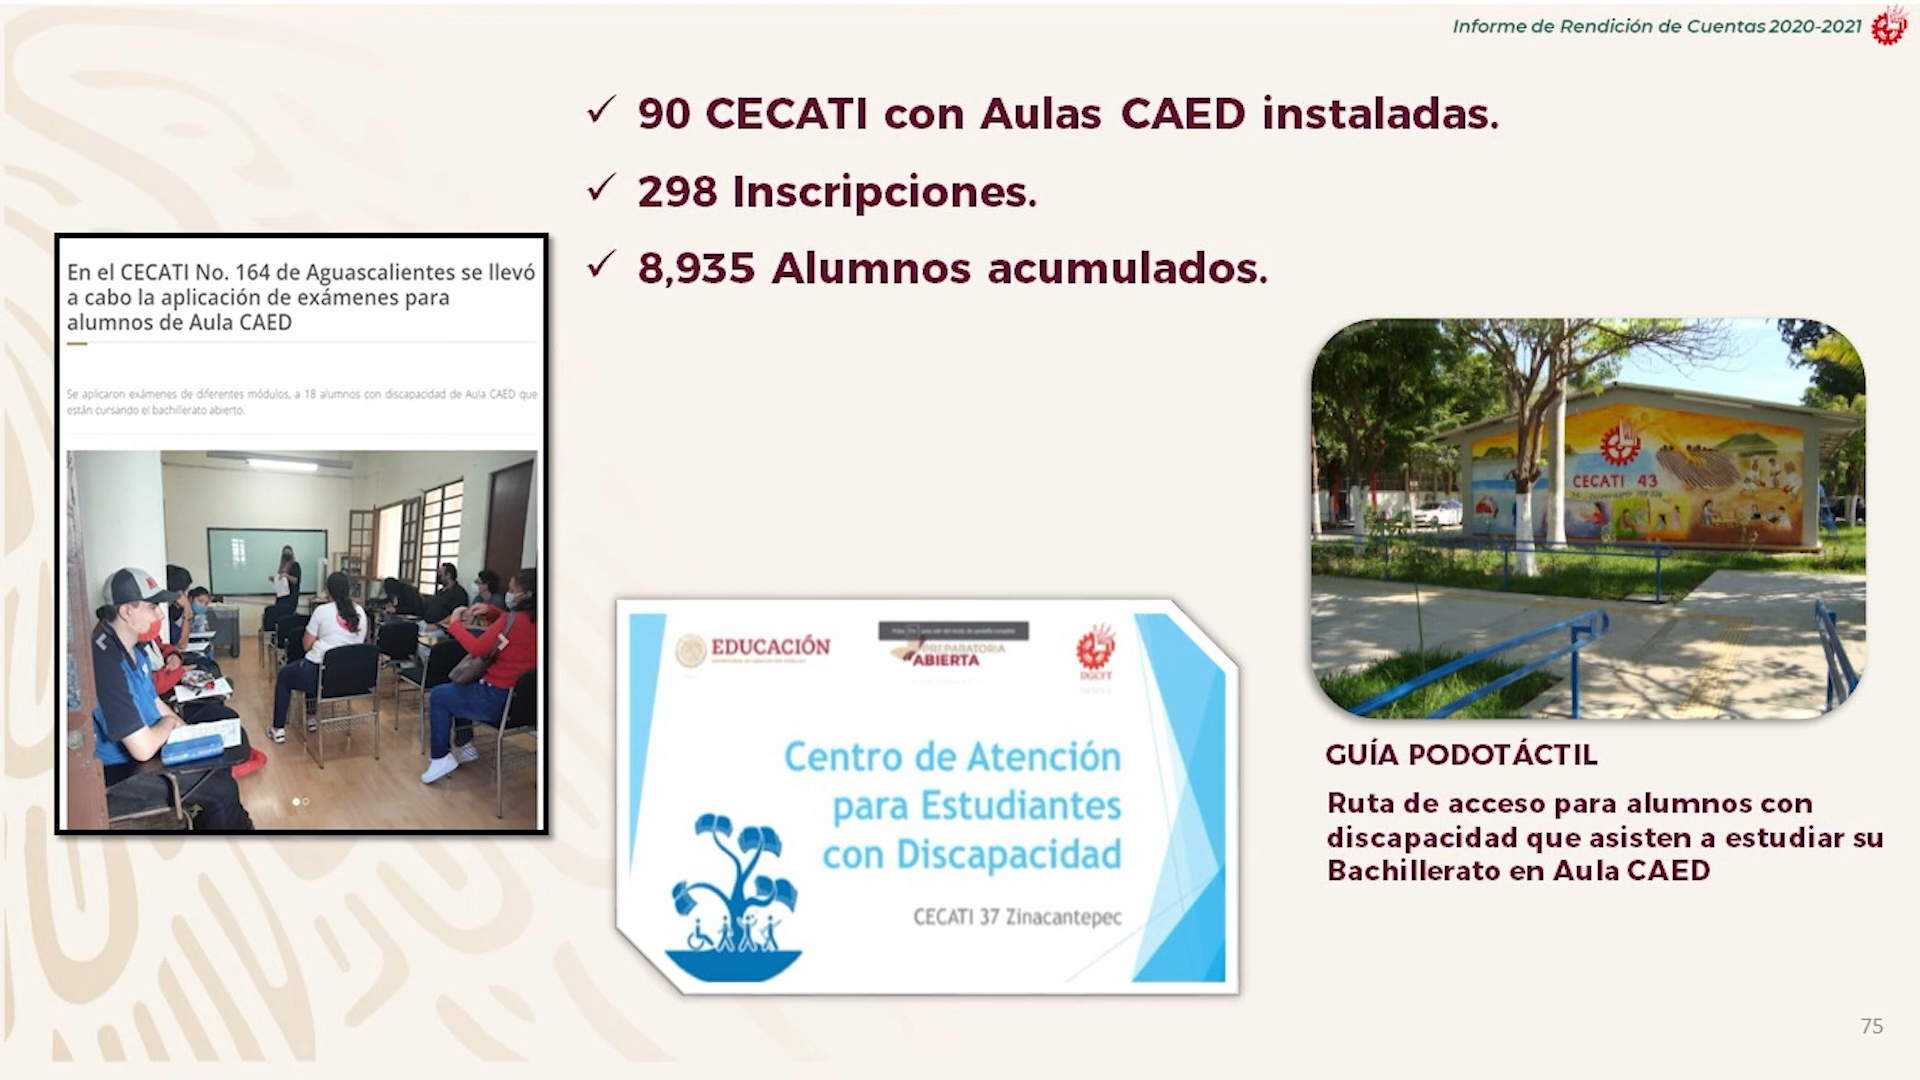 Informe de Rendición de Cuentas 2020-2021
✓ 90 CECATI con Aulas CAED instaladas.
✓ 298 Inscripciones.
✓ 8,935 Alumnos acumulados.
En el CECATI No. 164 de Aguascalientes se llevó
a cabo la aplicación de exámenes para
alumnos de Aula CAED
Se aplicaron exámenes de diferentes módulos, a 18 alumnos con discapacidad de Aula CAED que
están cursando el bachillerato abierto.
CECATI 43
EDUCACIÓN
PREPARATORIA
ABIERTA
DGCFT
Centro de Atención
para Estudiantes
con Discapacidad
CECATI 37 Zinacantepec
GUÍA PODOTÁCTIL
Ruta de acceso para alumnos con
discapacidad que asisten a estudiar su
Bachillerato en Aula CAED
75